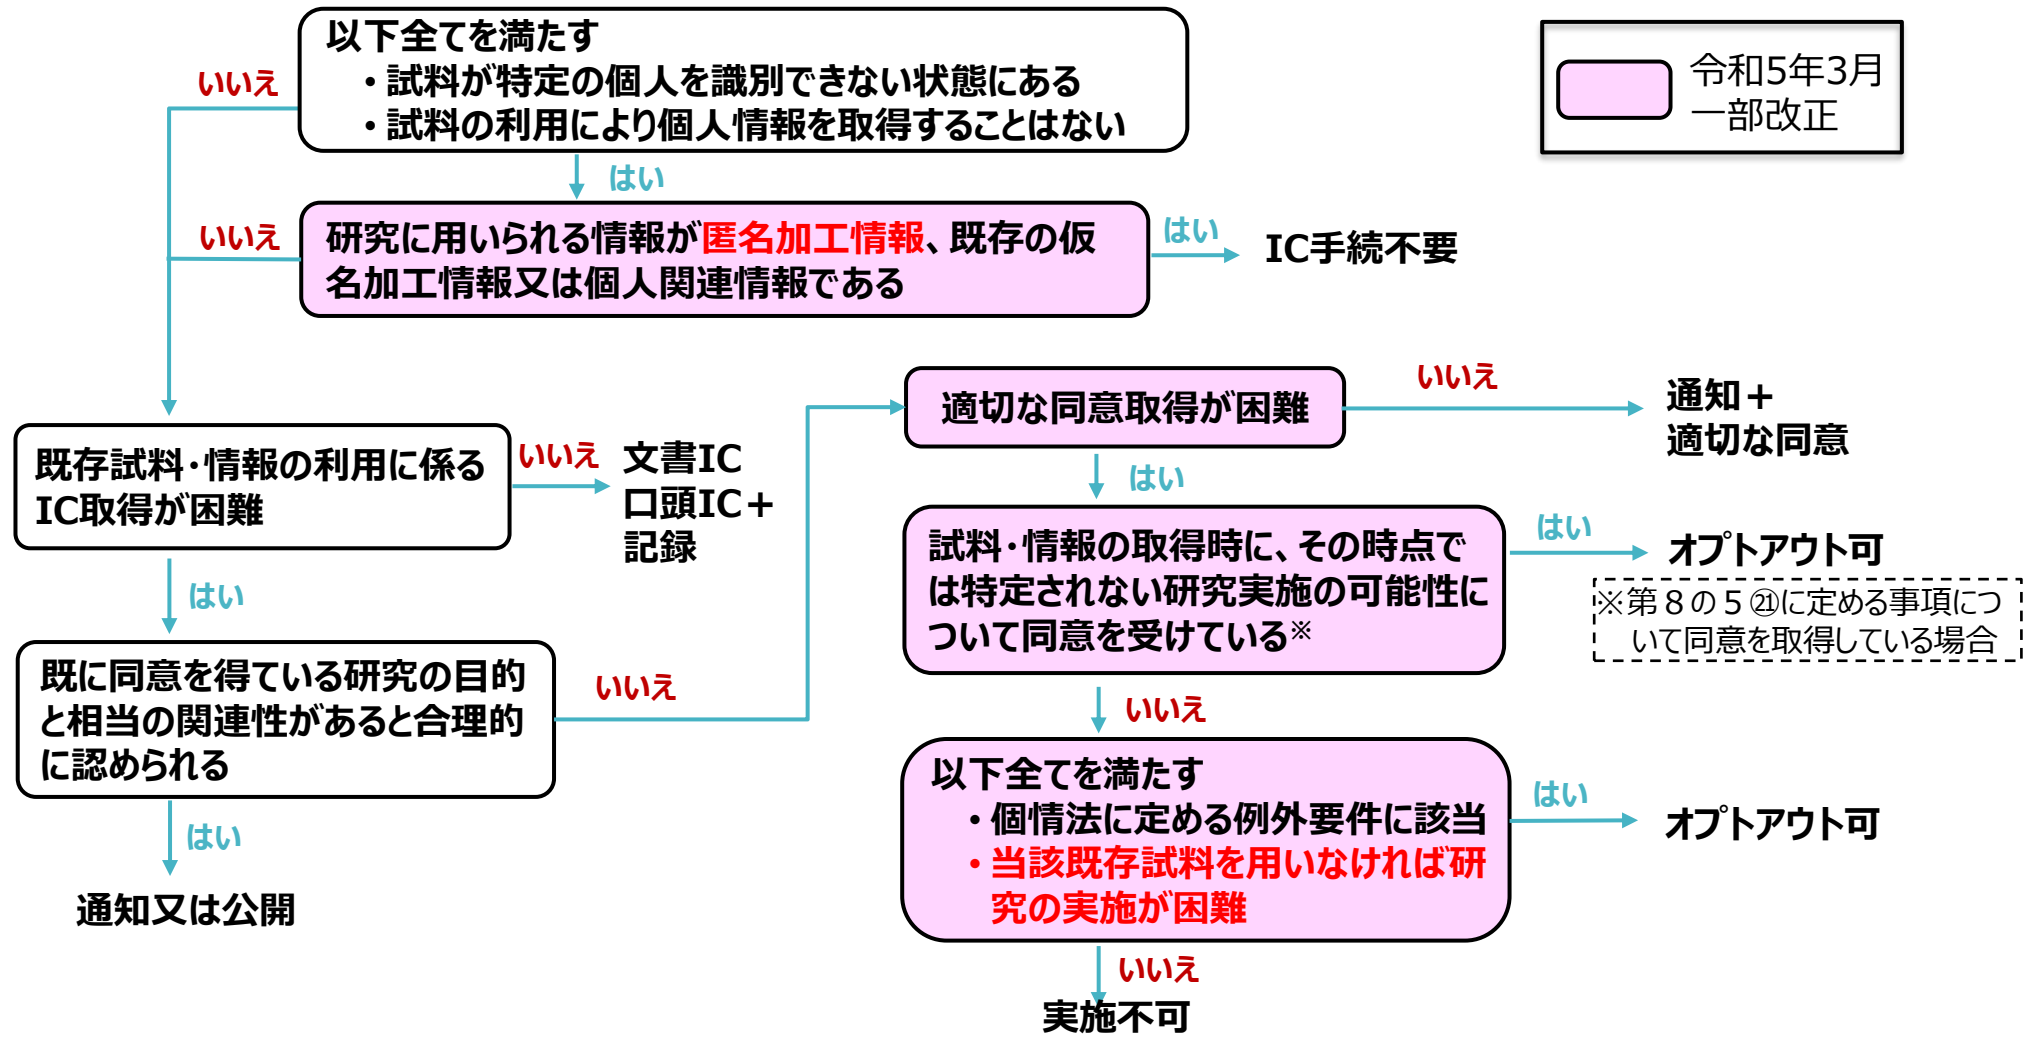 以下全てを満たす
・試料が特定の個人を識別できない状態にある
・試料の利用により個人情報を取得することはない
いいえ
はい
令和5年3月
一部改正
研究に用いられる情報が匿名加工情報、既存の仮
名加工情報又は個人関連情報である
いいえ
はい
IC手続不要
既存試料・情報の利用に係る
IC取得が困難
いいえ
文書IC
口頭IC+
記録
はい
既に同意を得ている研究の目的
と相当の関連性があると合理的
に認められる
いいえ
はい
通知又は公開
適切な同意取得が困難
いいえ
通知+
適切な同意
はい
試料・情報の取得時に、その時点で
は特定されない研究実施の可能性に
ついて同意を受けている※
はい
オプトアウト可
※第８の５㉑に定める事項につ
いて同意を取得している場合
いいえ
以下全てを満たす
・個情法に定める例外要件に該当
・当該既存試料を用いなければ研
究の実施が困難
はい
オプトアウト可
いいえ
実施不可